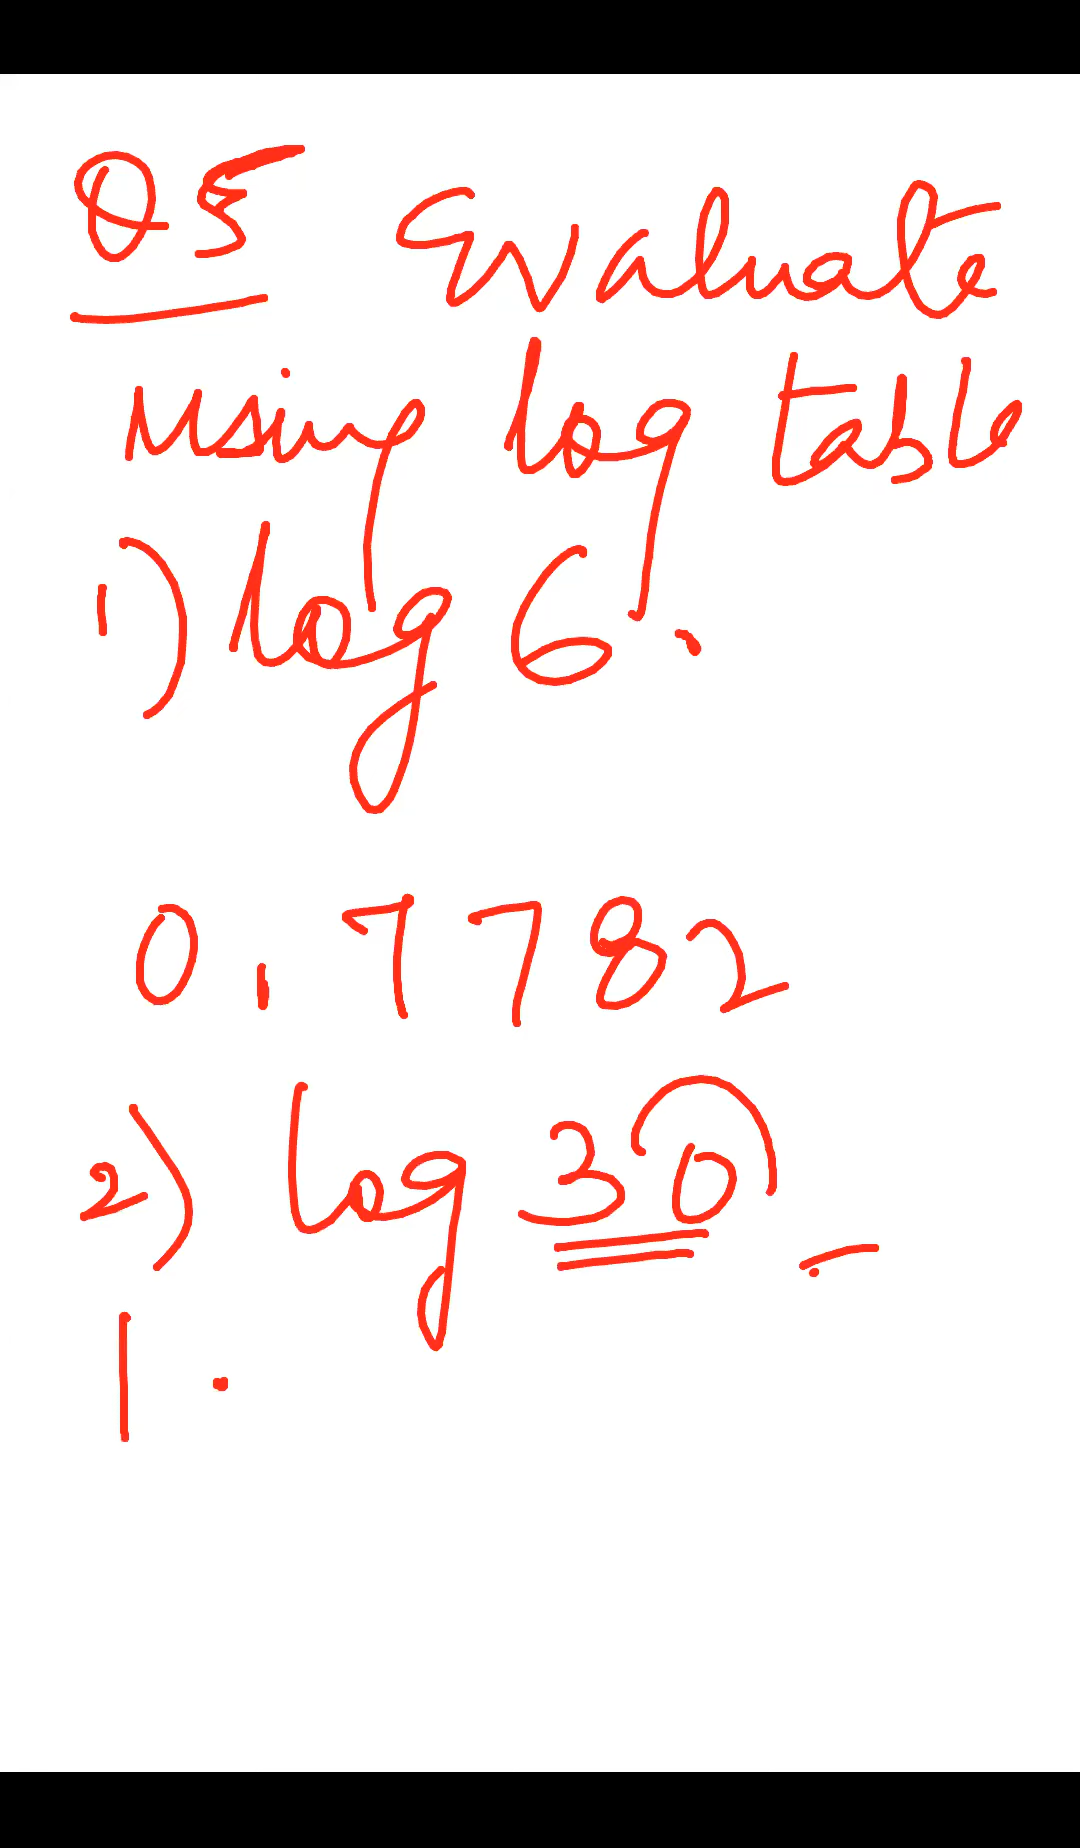 Q5 Evaluate
using log table
1) log 6.
0.7782
2) log 30
1.